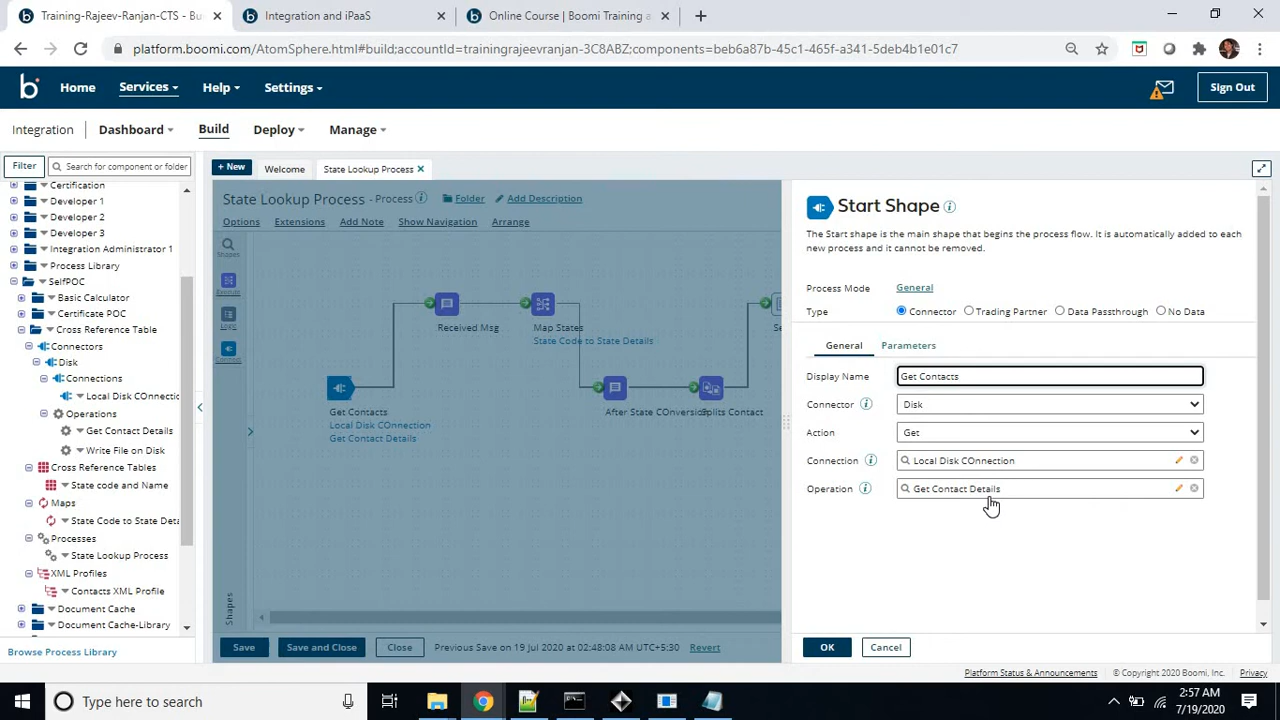 Training-Rajeev-Ranjan-CTS - Bu
Integration and iPaaS
Online Course | Boomi Training a
platform.boomi.com/AtomSphere.html#build;accountId=trainingrajeevranjan-3C8ABZ;components=beb6a87b-45c1-465f-a341-5deb4b1e01c7
Home
Services
Help
Settings
Sign Out
Integration
Dashboard
Build
Deploy
Manage
Filter
Search for component or folder
+ New
Welcome
State Lookup Process
Certification
Developer 1
Developer 2
Developer 3
Integration Administrator 1
Process Library
SelfPOC
Basic Calculator
Certificate POC
Cross Reference Table
Connectors
Disk
Connections
Local Disk COnnectic
Operations
Get Contact Details
Write File on Disk
Cross Reference Tables
State code and Name
Maps
State Code to State Deta
Processes
State Lookup Process
XML Profiles
Contacts XML Profile
Document Cache
Document Cache-Library
Browse Process Library
State Lookup Process - Process
Folder
Add Description
Options
Extensions
Add Note
Show Navigation
Arrange
Shapes
Execute
Logic
Connect
Received Msg
Map States
State Code to State Details
Se
Get Contacts
Local Disk COnnection
Get Contact Details
After State COnversion
Splits Contact
Shapes
Save
Save and Close
Close
Previous Save on 19 Jul 2020 at 02:48:08 AM UTC+5:30
Revert
Start Shape
The Start shape is the main shape that begins the process flow. It is automatically added to each
new process and it cannot be removed.
Process Mode
General
Type
Connector
Trading Partner
Data Passthrough
No Data
General
Parameters
Display Name
Get Contacts
Connector
Disk
Action
Get
Connection
Local Disk COnnection
Operation
Get Contact Details
OK
Cancel
Platform Status & Announcements
© Copyright 2020 Boomi, Inc.
Privacy
Type here to search
2:57 AM
7/19/2020